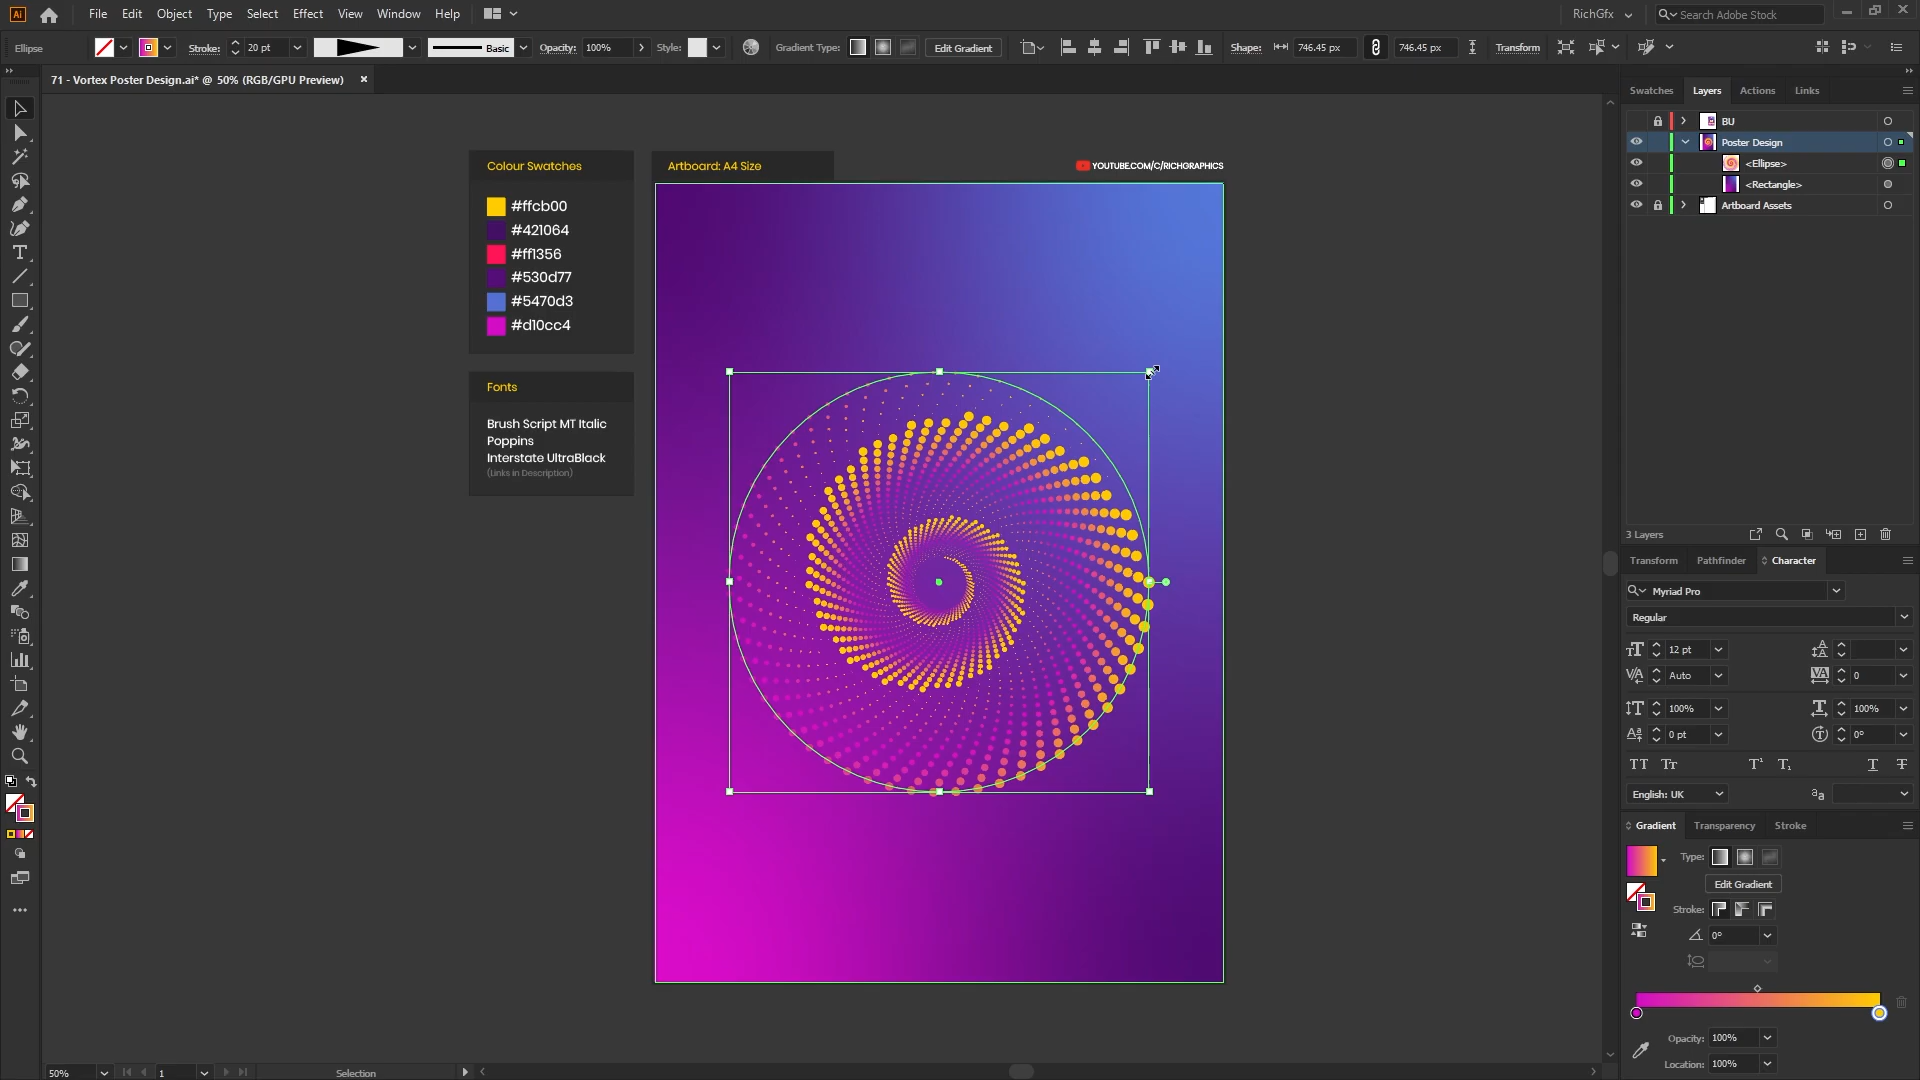 Ai File Edit Object Type Select Effect View Window Help RichGfx Search Adobe Stock
Ellipse Stroke: 20 pt Basic Opacity: 100% Style: Gradient Type: Edit Gradient Shape: 746.45 px 746.45 px Transform
71 - Vortex Poster Design.ai* @ 50% (RGB/GPU Preview)
Colour Swatches
#ffcb00
#421064
#ff1356
#530d77
#5470d3
#d10cc4
Fonts
Brush Script MT Italic
Poppins
Interstate UltraBlack
(Links in Description)
Artboard: A4 Size
YOUTUBE.COM/C/RICHGRAPHICS
Swatches Layers Actions Links
BU
Poster Design
<Ellipse>
<Rectangle>
Artboard Assets
3 Layers
Transform Pathfinder Character
Myriad Pro
Regular
12 pt
Auto 0
100% 100%
0 pt 0°
English: UK
Gradient Transparency Stroke
Type:
Edit Gradient
Stroke:
0°
Opacity: 100%
Location: 100%
50% 1 Selection